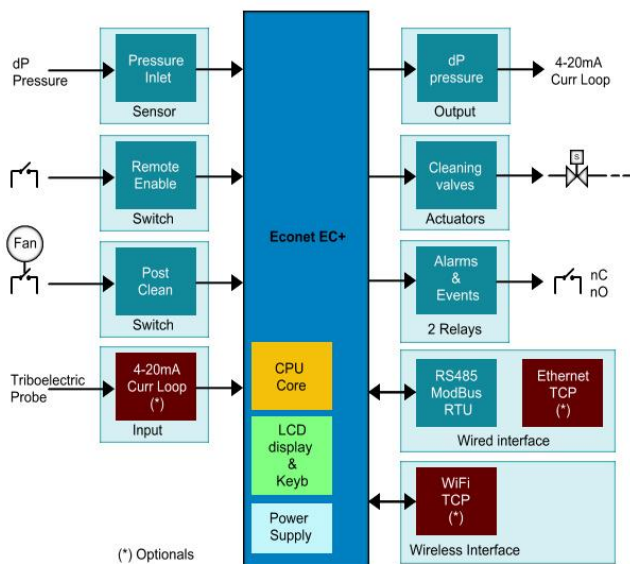 dP
Pressure
Pressure
Inlet
Sensor
Remote
Enable
Switch
Fan
Post
Clean
Switch
Triboelectric
Probe
4-20mA
Curr Loop
(*)
Input
(*) Optionals
Econet EC+
CPU
Core
LCD
display
&
Keyb
Power
Supply
dP
pressure
Output
4-20mA
Curr Loop
Cleaning
valves
Actuators
S
Alarms
&
Events
2 Relays
nC
nO
RS485
ModBus
RTU
Ethernet
TCP
(*)
Wired interface
WiFi
TCP
(*)
Wireless Interface